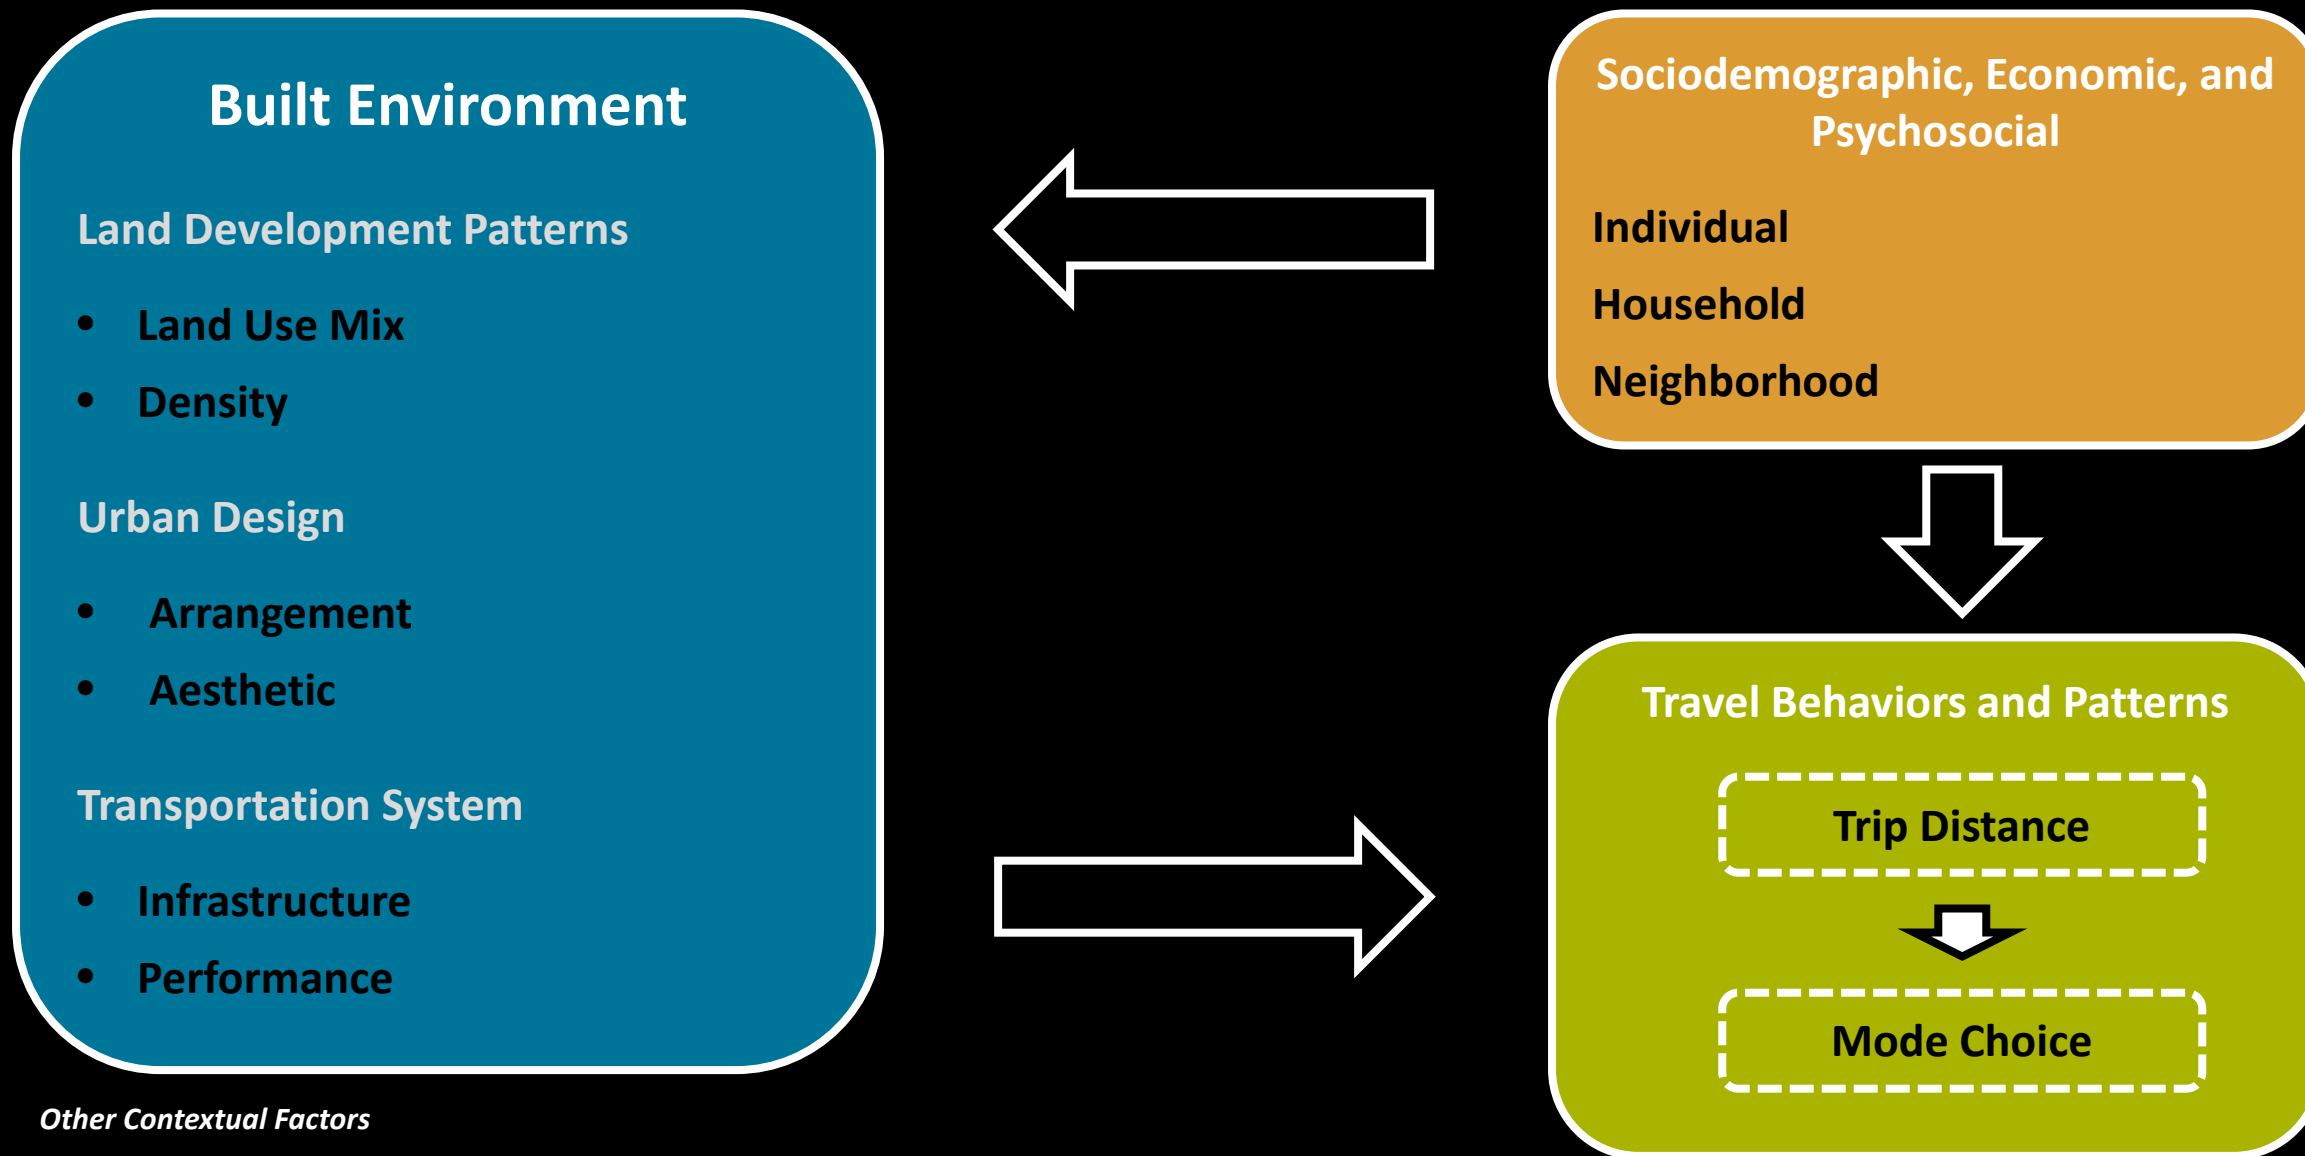 Built Environment
Land Development Patterns
• Land Use Mix
• Density
Urban Design
• Arrangement
• Aesthetic
Transportation System
• Infrastructure
• Performance
Other Contextual Factors
Sociodemographic, Economic, and
Psychosocial
Individual
Household
Neighborhood
Travel Behaviors and Patterns
Trip Distance
Mode Choice